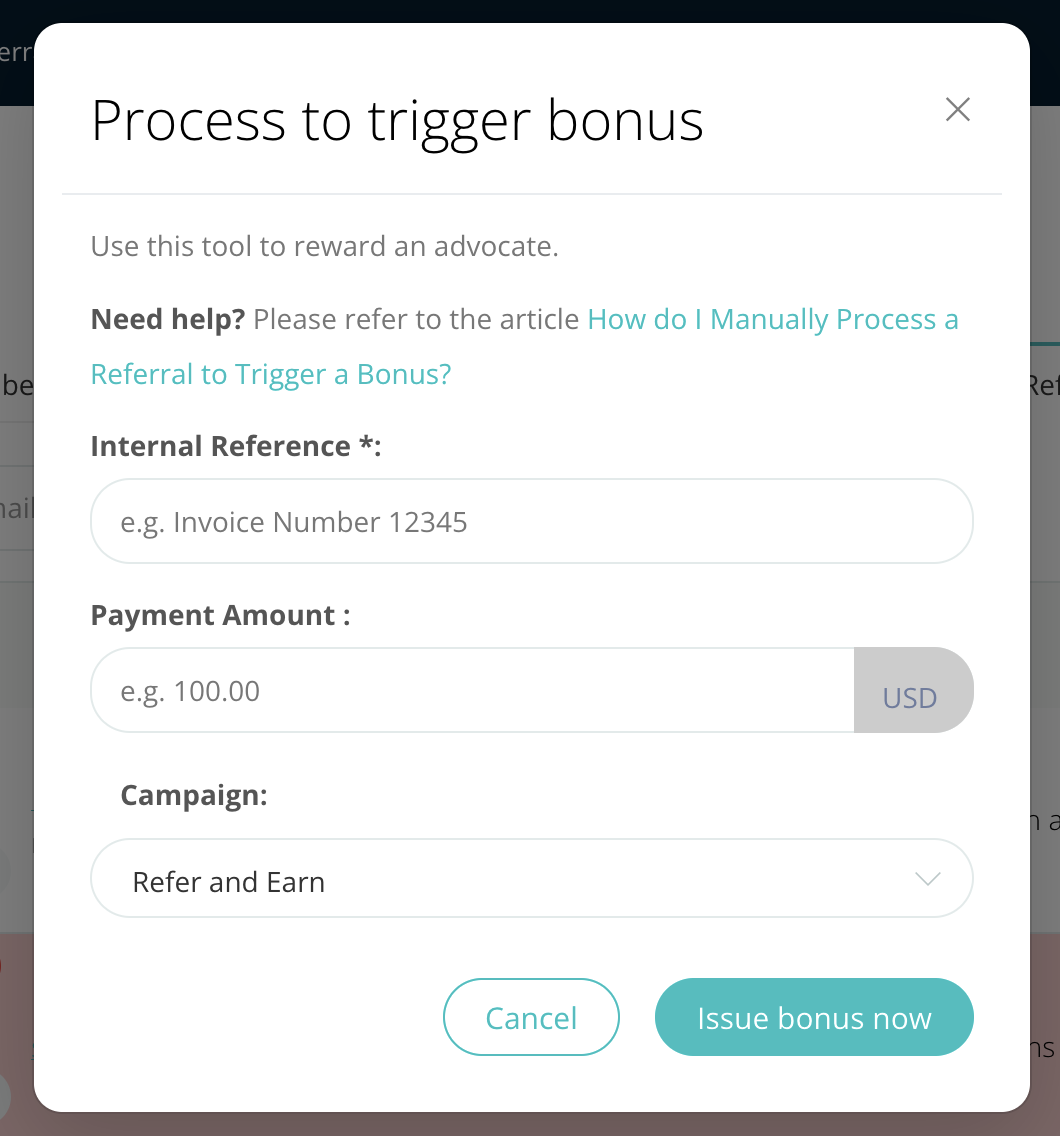 Process to trigger bonus
Use this tool to reward an advocate.
Need help? Please refer to the article How do I Manually Process a
Referral to Trigger a Bonus?
Internal Reference *:
e.g. Invoice Number 12345
Payment Amount :
e.g. 100.00
USD
Campaign:
Refer and Earn
Cancel
Issue bonus now